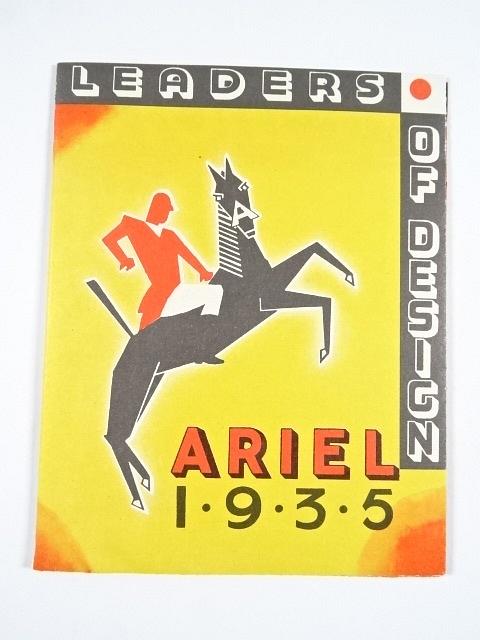 LEADERS
OF DESIGN
A
ARIEL
1·9·3·5